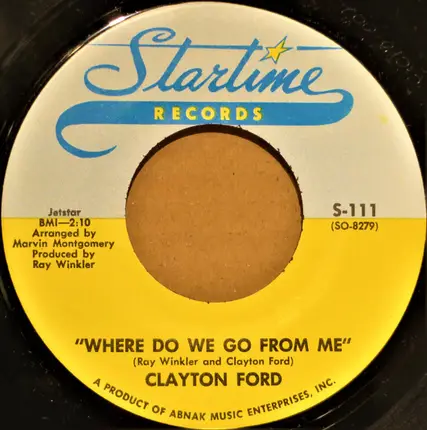 Startime
RECORDS
Jetstar
BMI—2:10
Arranged by
Marvin Montgomery
Produced by
Ray Winkler
S-111
(SO-8279)
"WHERE DO WE GO FROM ME"
(Ray Winkler and Clayton Ford)
CLAYTON FORD
A PRODUCT OF ABNAK MUSIC ENTERPRISES, INC.